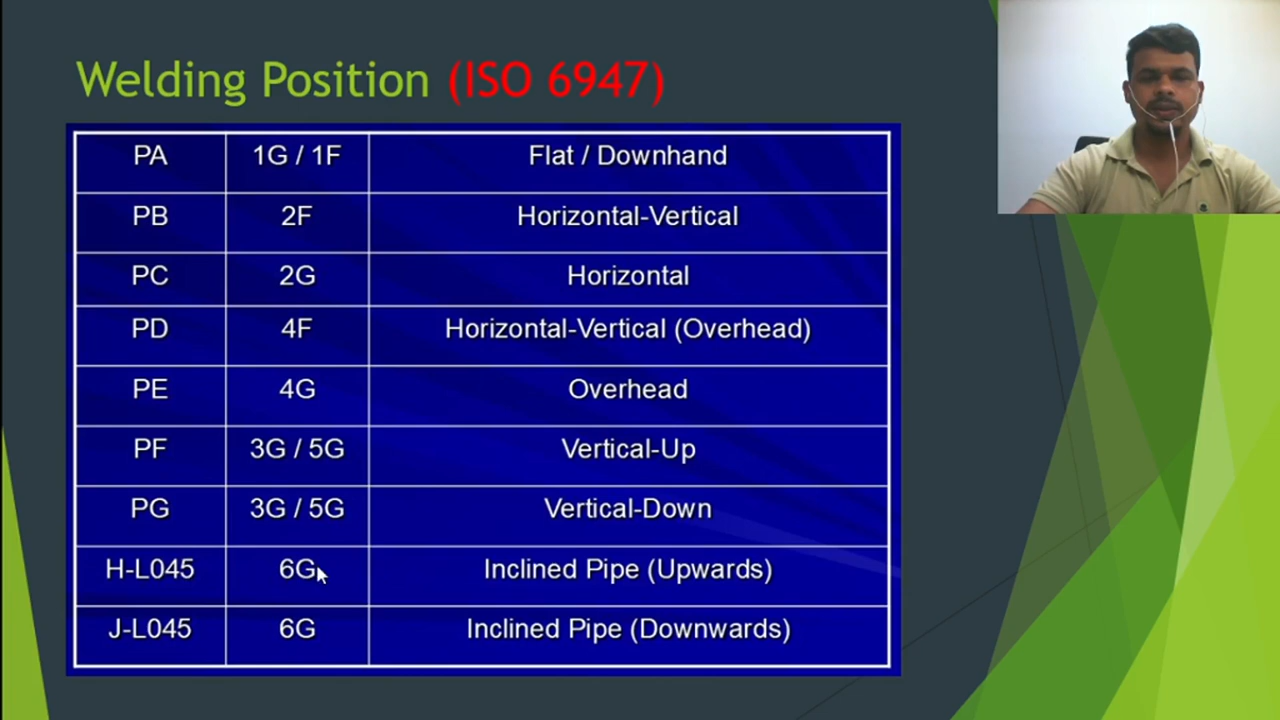 Welding Position (ISO 6947)
PA 1G / 1F Flat / Downhand
PB 2F Horizontal-Vertical
PC 2G Horizontal
PD 4F Horizontal-Vertical (Overhead)
PE 4G Overhead
PF 3G / 5G Vertical-Up
PG 3G / 5G Vertical-Down
H-L045 6G Inclined Pipe (Upwards)
J-L045 6G Inclined Pipe (Downwards)